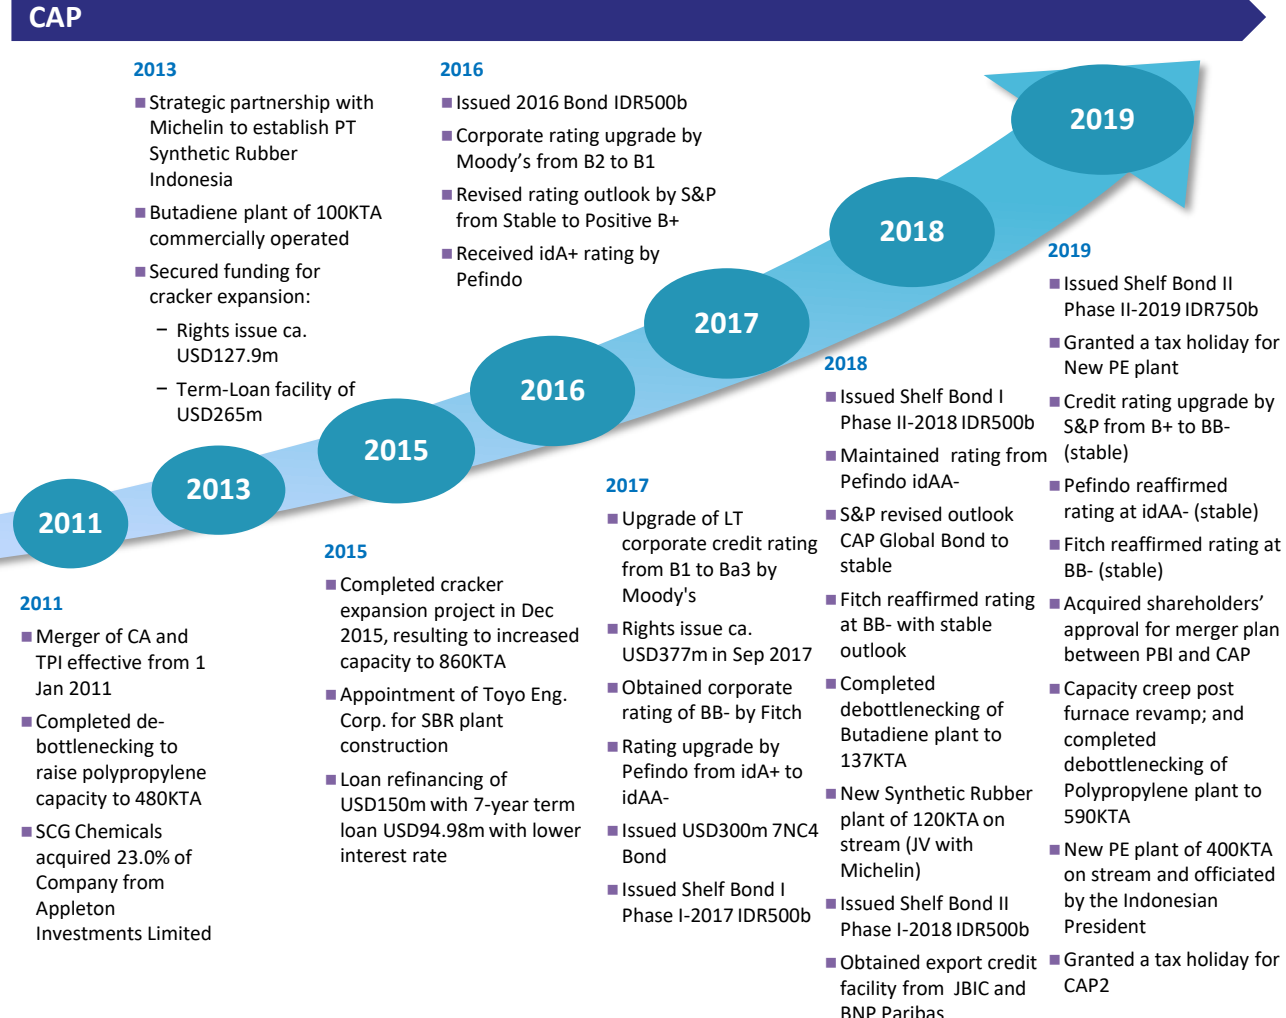 CAP
2013
Strategic partnership with
Michelin to establish PT
Synthetic Rubber
Indonesia
Butadiene plant of 100KTA
commercially operated
Secured funding for
cracker expansion:
– Rights issue ca.
USD127.9m
– Term-Loan facility of
USD265m
2016
Issued 2016 Bond IDR500b
Corporate rating upgrade by
Moody’s from B2 to B1
Revised rating outlook by S&P
from Stable to Positive B+
Received idA+ rating by
Pefindo
2011
2013
2015
2016
2017
2018
2019
2011
Merger of CA and
TPI effective from 1
Jan 2011
Completed de-
bottlenecking to
raise polypropylene
capacity to 480KTA
SCG Chemicals
acquired 23.0% of
Company from
Appleton
Investments Limited
2015
Completed cracker
expansion project in Dec
2015, resulting to increased
capacity to 860KTA
Appointment of Toyo Eng.
Corp. for SBR plant
construction
Loan refinancing of
USD150m with 7-year term
loan USD94.98m with lower
interest rate
2017
Upgrade of LT
corporate credit rating
from B1 to Ba3 by
Moody's
Rights issue ca.
USD377m in Sep 2017
Obtained corporate
rating of BB- by Fitch
Rating upgrade by
Pefindo from idA+ to
idAA-
Issued USD300m 7NC4
Bond
Issued Shelf Bond I
Phase I-2017 IDR500b
2018
Issued Shelf Bond I
Phase II-2018 IDR500b
Maintained rating from
Pefindo idAA-
S&P revised outlook
CAP Global Bond to
stable
Fitch reaffirmed rating
at BB- with stable
outlook
Completed
debottlenecking of
Butadiene plant to
137KTA
New Synthetic Rubber
plant of 120KTA on
stream (JV with
Michelin)
Issued Shelf Bond II
Phase I-2018 IDR500b
Obtained export credit
facility from JBIC and
BNP Paribas
2019
Issued Shelf Bond II
Phase II-2019 IDR750b
Granted a tax holiday for
New PE plant
Credit rating upgrade by
S&P from B+ to BB-
(stable)
Pefindo reaffirmed
rating at idAA- (stable)
Fitch reaffirmed rating at
BB- (stable)
Acquired shareholders’
approval for merger plan
between PBI and CAP
Capacity creep post
furnace revamp; and
completed
debottlenecking of
Polypropylene plant to
590KTA
New PE plant of 400KTA
on stream and officiated
by the Indonesian
President
Granted a tax holiday for
CAP2